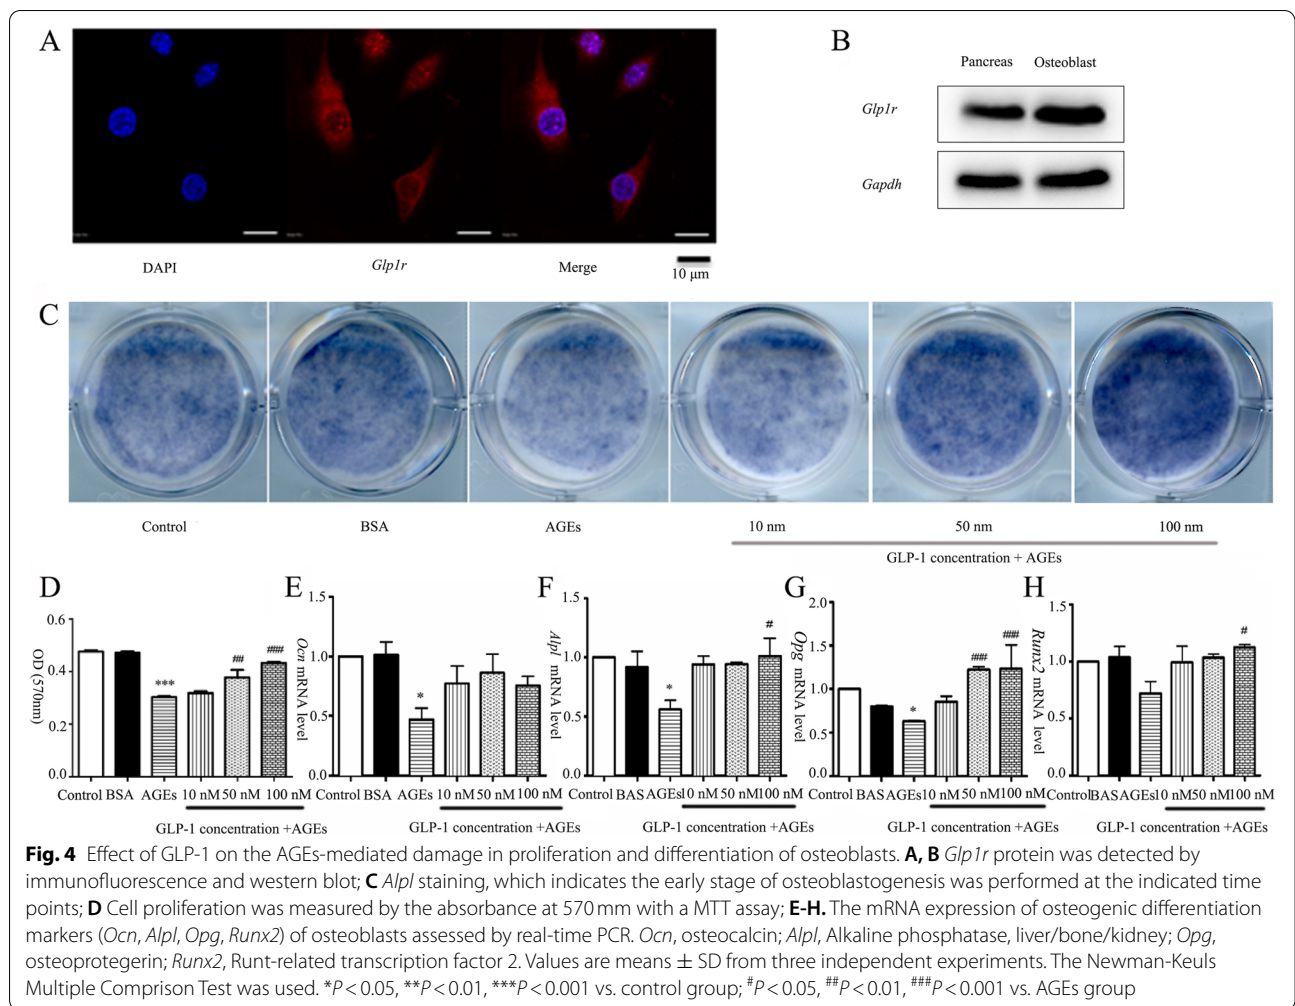 A
B
Pancreas Osteoblast
Glp1r
Gapdh
DAPI
Glp1r
Merge
10 μm
C
Control
BSA
AGEs
10 nm
50 nm
100 nm
GLP-1 concentration + AGEs
D
OD (570nm)
0.6
0.4
0.2
0.0
***
##
###
Control BSA AGEs 10 nM 50 nM 100 nM
GLP-1 concentration +AGEs
E
Ocn mRNA level
1.5
1.0
0.5
0.0
*
Control BSA AGEs 10 nM 50 nM 100 nM
GLP-1 concentration +AGEs
F
Alpl mRNA level
1.5
1.0
0.5
0.0
*
#
Control BAS AGEs 10 nM 50 nM 100 nM
GLP-1 concentration +AGEs
G
Opg mRNA level
2.0
1.5
1.0
0.5
0.0
*
###
###
Control BAS AGEs 10 nM 50 nM 100 nM
GLP-1 concentration +AGEs
H
Runx2 mRNA level
1.5
1.0
0.5
0.0
#
Control BAS AGEs 10 nM 50 nM 100 nM
GLP-1 concentration +AGEs
Fig. 4 Effect of GLP-1 on the AGEs-mediated damage in proliferation and differentiation of osteoblasts. A, B Glp1r protein was detected by
immunofluorescence and western blot; C Alpl staining, which indicates the early stage of osteoblastogenesis was performed at the indicated time
points; D Cell proliferation was measured by the absorbance at 570 mm with a MTT assay; E-H. The mRNA expression of osteogenic differentiation
markers (Ocn, Alpl, Opg, Runx2) of osteoblasts assessed by real-time PCR. Ocn, osteocalcin; Alpl, Alkaline phosphatase, liver/bone/kidney; Opg,
osteoprotegerin; Runx2, Runt-related transcription factor 2. Values are means ± SD from three independent experiments. The Newman-Keuls
Multiple Comprison Test was used. *P < 0.05, **P < 0.01, ***P < 0.001 vs. control group; #P < 0.05, ##P < 0.01, ###P < 0.001 vs. AGEs group